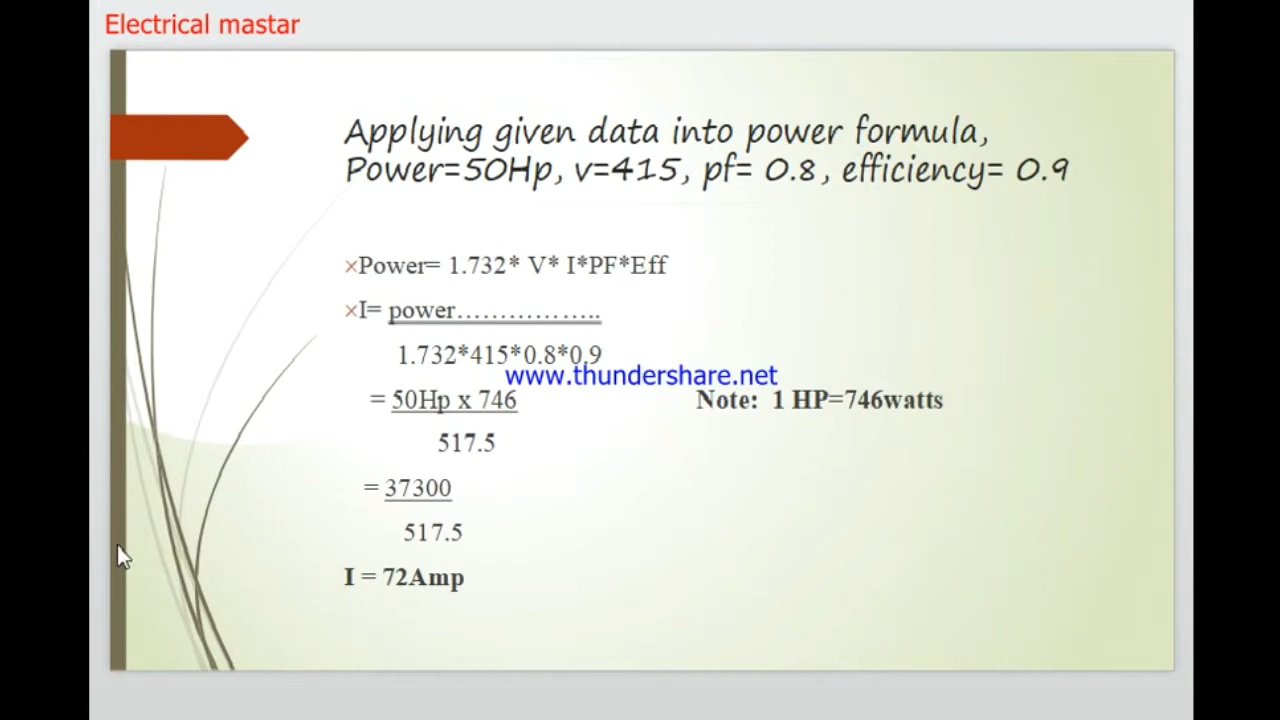 Electrical mastar
Applying given data into power formula,
Power=50Hp, v=415, pf= 0.8, efficiency= 0.9
×Power= 1.732* V* I*PF*Eff
×I= power……………..
1.732*415*0.8*0.9
www.thundershare.net
= 50Hp x 746 Note: 1 HP=746watts
517.5
= 37300
517.5
I = 72Amp